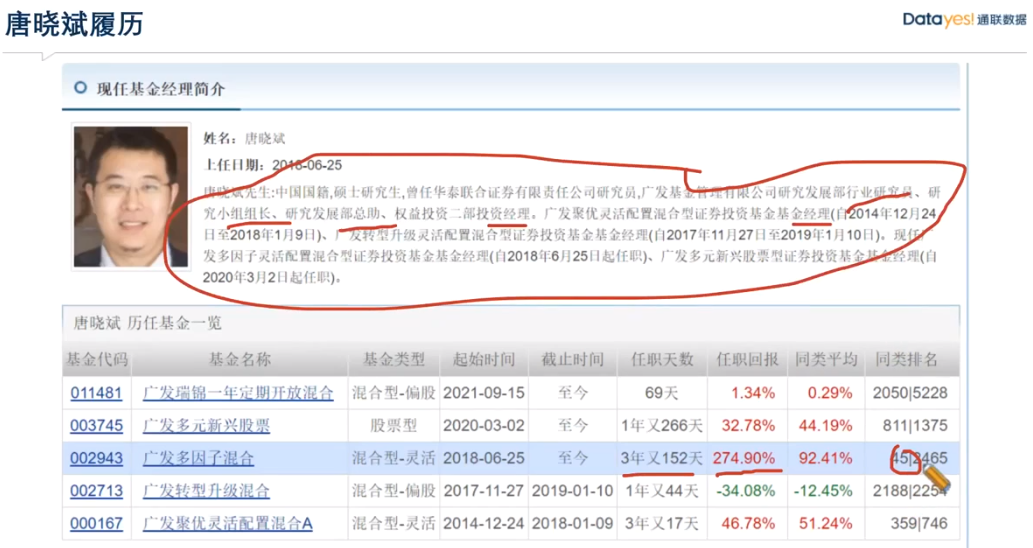 唐晓斌履历
Datayes!通联数据
现任基金经理简介
姓名：唐晓斌
上任日期：2018-06-25
唐晓斌先生:中国国籍,硕士研究生,曾任华泰联合证券有限责任公司研究员,广发基金管理有限公司研究发展部行业研究员、研
究小组组长、研究发展部总助、权益投资二部投资经理。广发聚优灵活配置混合型证券投资基金基金经理(自2014年12月24
日至2018年1月9日)、广发转型升级灵活配置混合型证券投资基金基金经理(自2017年11月27日至2019年1月10日)。现任广
发多因子灵活配置混合型证券投资基金基金经理(自2018年6月25日起任职)、广发多元新兴股票型证券投资基金基金经理(自
2020年3月2日起任职)。
唐晓斌 历任基金一览
基金代码 基金名称 基金类型 起始时间 截止时间 任职天数 任职回报 同类平均 同类排名
011481 广发瑞锦一年定期开放混合 混合型-偏股 2021-09-15 至今 69天 1.34% 0.29% 2050|5228
003745 广发多元新兴股票 股票型 2020-03-02 至今 1年又266天 32.78% 44.19% 811|1375
002943 广发多因子混合 混合型-灵活 2018-06-25 至今 3年又152天 274.90% 92.41% 45|2465
002713 广发转型升级混合 混合型-偏股 2017-11-27 2019-01-10 1年又44天 -34.08% -12.45% 2188|2254
000167 广发聚优灵活配置混合A 混合型-灵活 2014-12-24 2018-01-09 3年又17天 46.78% 51.24% 359|746